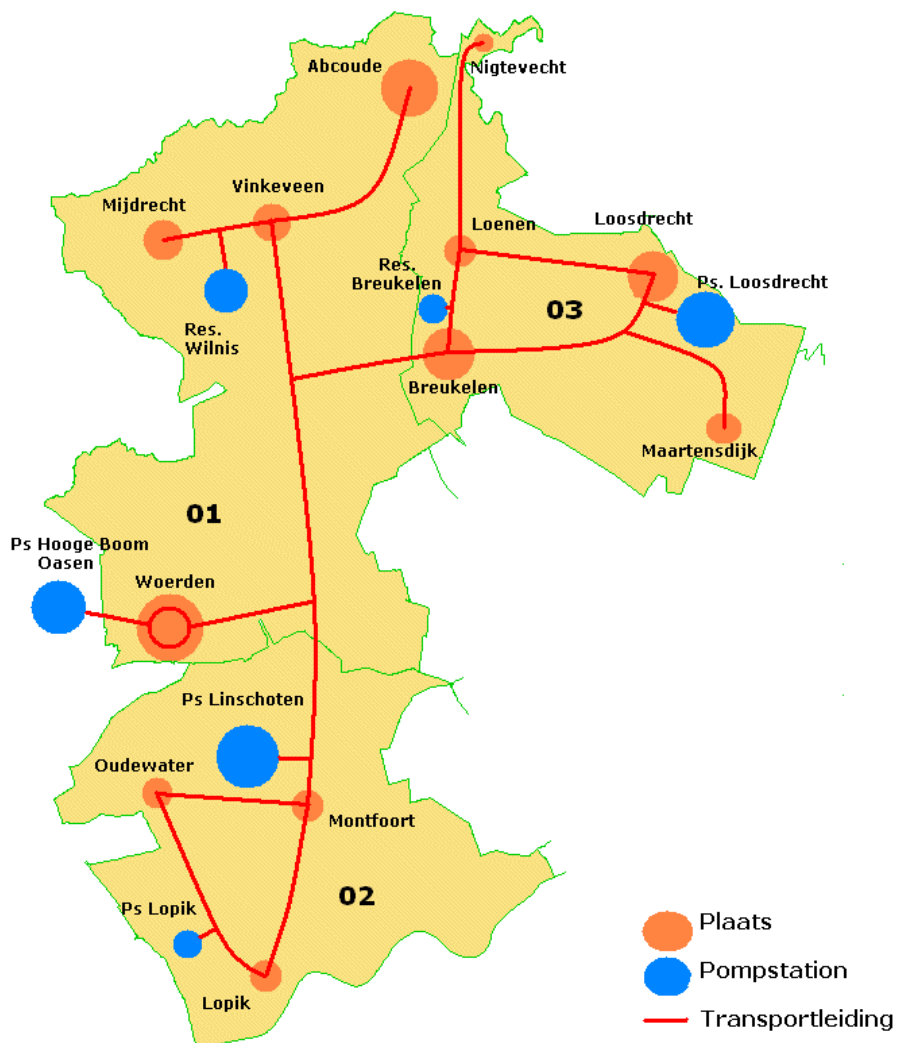 Abcoude
Nigtevecht
Vinkeveen
Mijdrecht
Loenen
Loosdrecht
Res.
Breukelen
Ps. Loosdrecht
03
Res.
Wilnis
Breukelen
Maartensdijk
01
Ps Hooge Boom
Oasen
Woerden
Ps Linschoten
Oudewater
Montfoort
02
Ps Lopik
Lopik
Plaats
Pompstation
Transportleiding